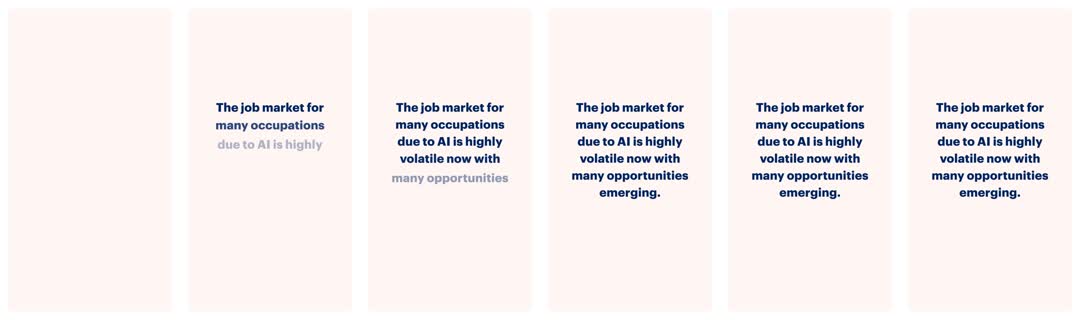 The job market for
many occupations
due to AI is highly
The job market for
many occupations
due to AI is highly
volatile now with
many opportunities
The job market for
many occupations
due to AI is highly
volatile now with
many opportunities
emerging.
The job market for
many occupations
due to AI is highly
volatile now with
many opportunities
emerging.
The job market for
many occupations
due to AI is highly
volatile now with
many opportunities
emerging.